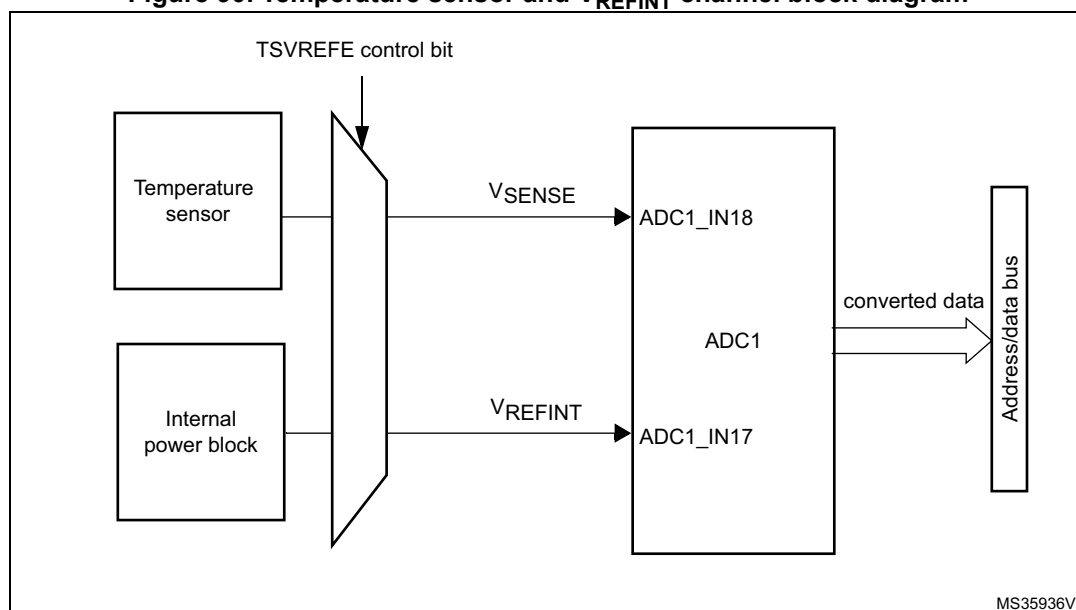 TSVREFE control bit
Temperature
sensor
VSENSE
ADC1_IN18
converted data
Address/data bus
ADC1
Internal
power block
VREFINT
ADC1_IN17
MS35936V